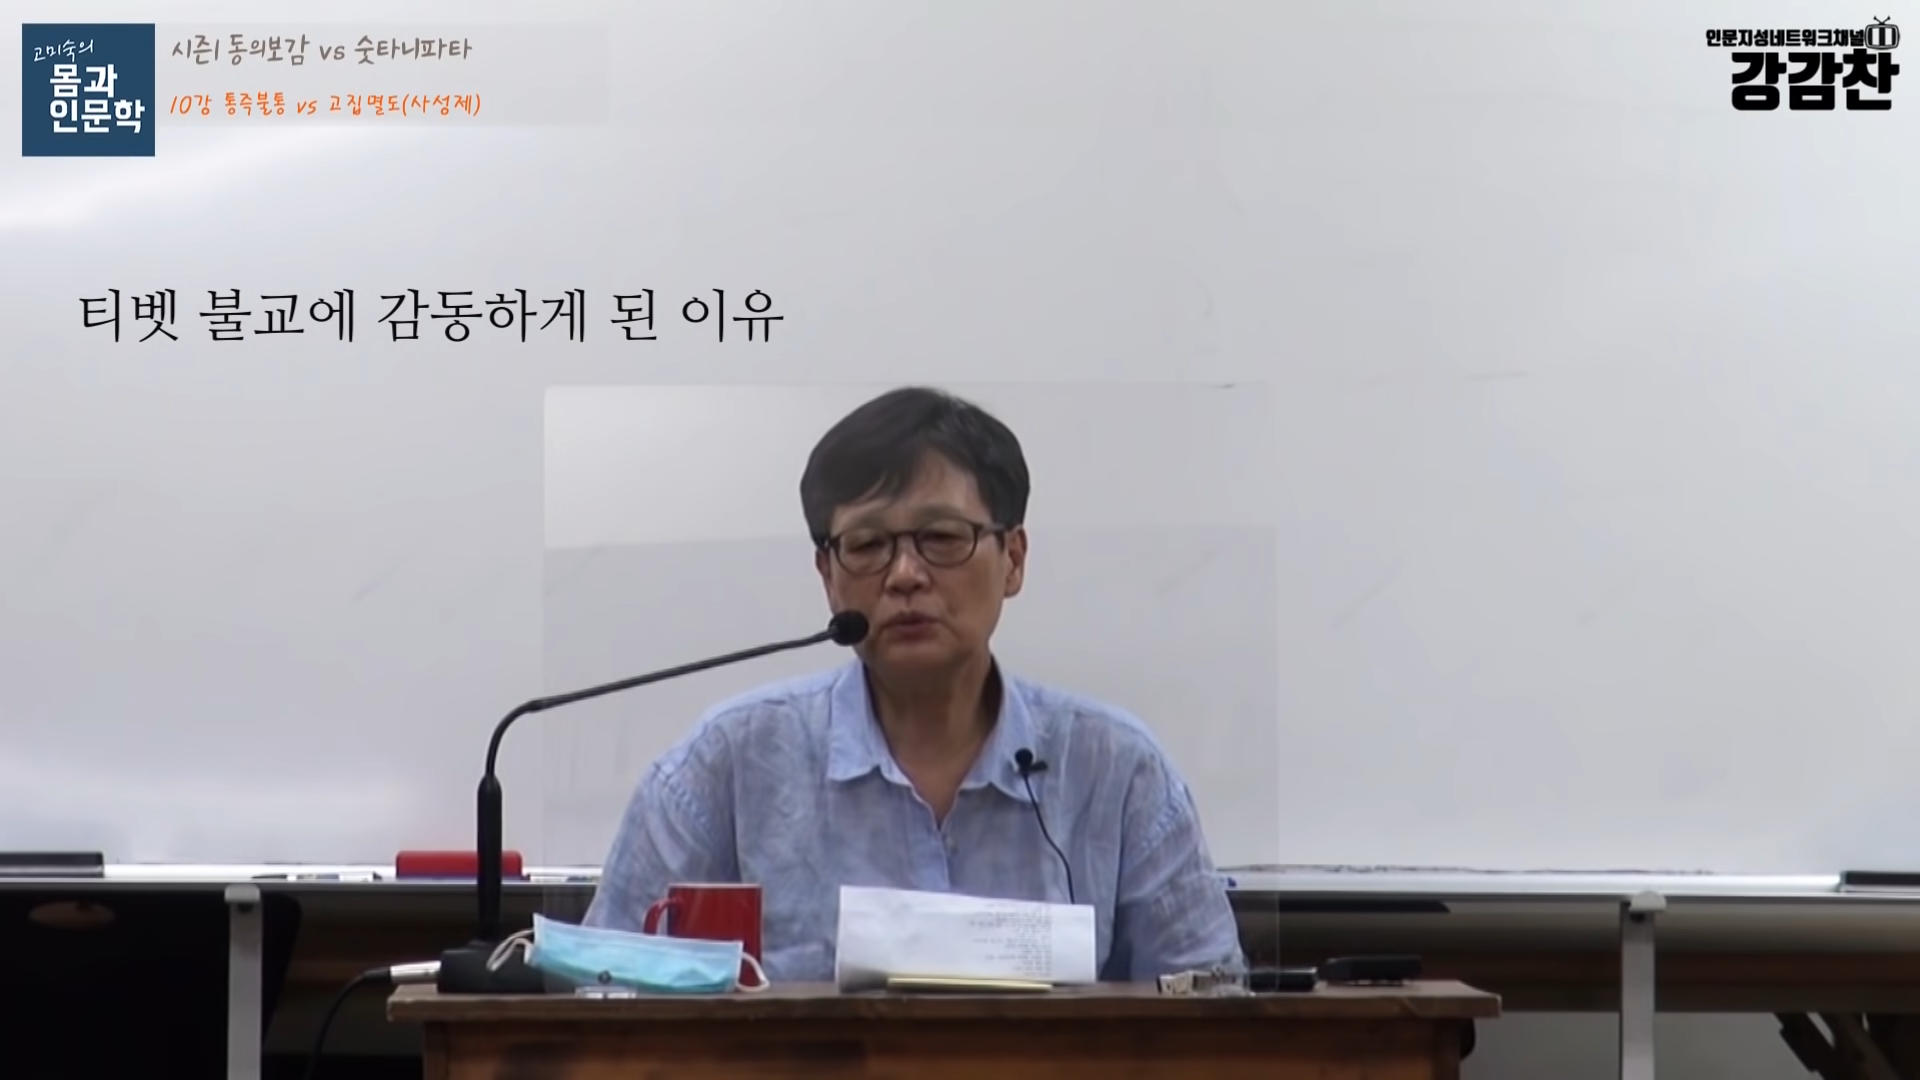 고미숙의
몸과
인문학
시즌1 동의보감 vs 숫타니파타
10강 통즉불통 vs 고집멸도(사성제)
인문지성네트워크채널
강감찬
티벳 불교에 감동하게 된 이유